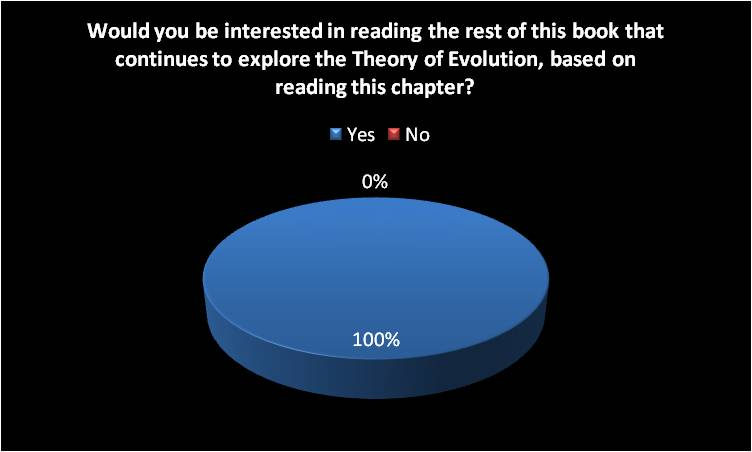 Would you be interested in reading the rest of this book that
continues to explore the Theory of Evolution, based on
reading this chapter?
Yes No
0%
100%